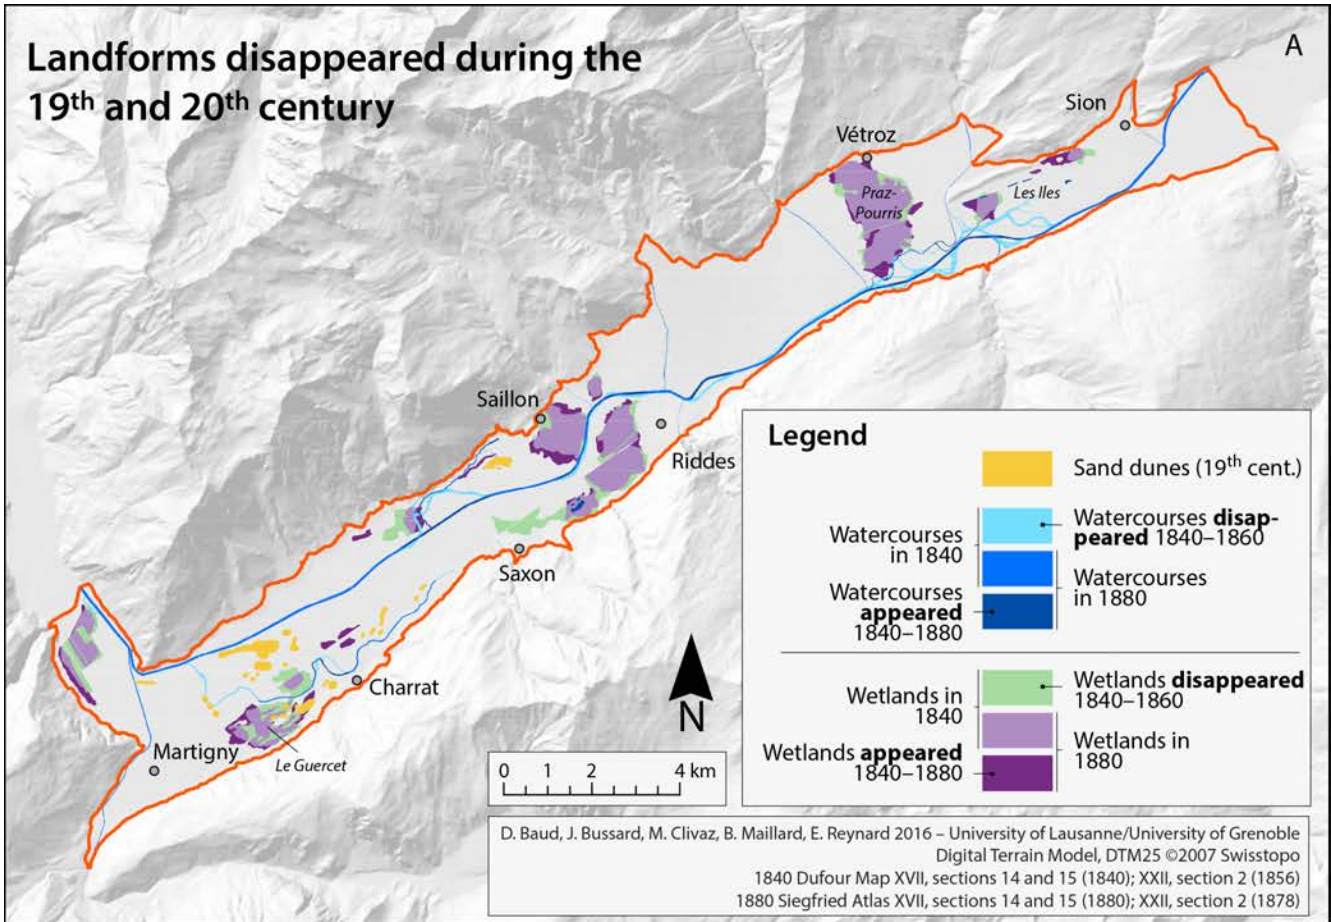 Landforms disappeared during the
19th and 20th century
A
Sion
Vétroz
Praz-
Pourris
Les Iles
Saillon
Riddes
Saxon
Charrat
Martigny
Le Guercet
N
0 1 2 4 km
Legend
Sand dunes (19th cent.)
Watercourses
in 1840
Watercourses disap-
peared 1840–1860
Watercourses
appeared
1840–1880
Watercourses
in 1880
Wetlands in
1840
Wetlands disappeared
1840–1860
Wetlands appeared
1840–1880
Wetlands in
1880
D. Baud, J. Bussard, M. Clivaz, B. Maillard, E. Reynard 2016 – University of Lausanne/University of Grenoble
Digital Terrain Model, DTM25 ©2007 Swisstopo
1840 Dufour Map XVII, sections 14 and 15 (1840); XXII, section 2 (1856)
1880 Siegfried Atlas XVII, sections 14 and 15 (1880); XXII, section 2 (1878)